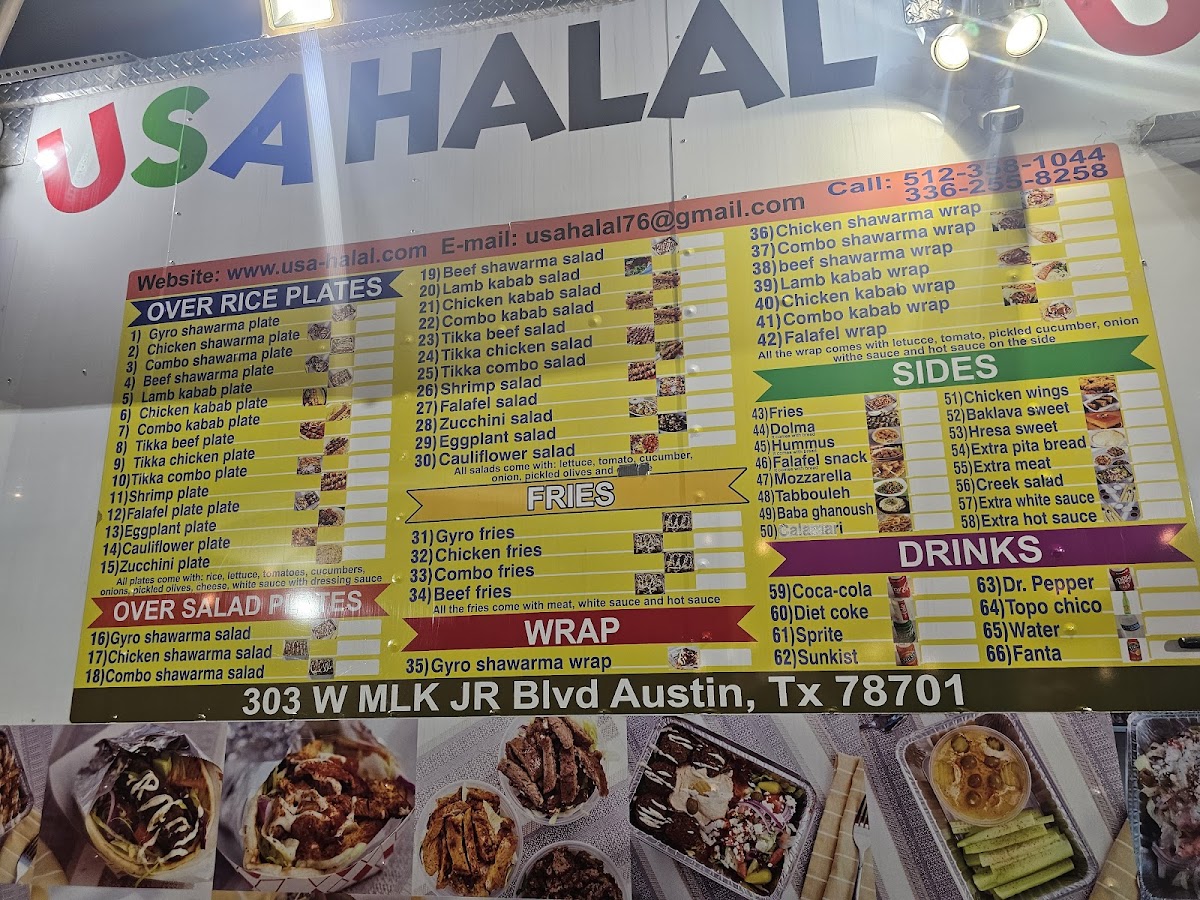 USA HALAL
Website: www.usa-halal.com E-mail: usahalal76@gmail.com
Call: 512-398-1044
336-255-8258
OVER RICE PLATES
1) Gyro shawarma plate
2) Chicken shawarma plate
3) Combo shawarma plate
4) Beef shawarma plate
5) Lamb kabab plate
6) Chicken kabab plate
7) Combo kabab plate
8) Tikka beef plate
9) Tikka chicken plate
10)Tikka combo plate
11)Shrimp plate
12)Falafel plate plate
13)Eggplant plate
14)Cauliflower plate
15)Zucchini plate
All plates come with: rice, lettuce, tomatoes, cucumbers,
onions, pickled olives, cheese, white sauce with dressing sauce
OVER SALAD PLATES
16)Gyro shawarma salad
17)Chicken shawarma salad
18)Combo shawarma salad
19)Beef shawarma salad
20)Lamb kabab salad
21)Chicken kabab salad
22)Combo kabab salad
23)Tikka beef salad
24)Tikka chicken salad
25)Tikka combo salad
26)Shrimp salad
27)Falafel salad
28)Zucchini salad
29)Eggplant salad
30)Cauliflower salad
All salads come with: lettuce, tomato, cucumber,
onion, pickled olives and
FRIES
31)Gyro fries
32)Chicken fries
33)Combo fries
34)Beef fries
All the fries come with meat, white sauce and hot sauce
WRAP
35)Gyro shawarma wrap
36)Chicken shawarma wrap
37)Combo shawarma wrap
38)beef shawarma wrap
39)Lamb kabab wrap
40)Chicken kabab wrap
41)Combo kabab wrap
42)Falafel wrap
All the wrap comes with letucce, tomato, pickled cucumber, onion
withe sauce and hot sauce on the side
SIDES
43)Fries
44)Dolma
45)Hummus
46)Falafel snack
47)Mozzarella
48)Tabbouleh
49)Baba ghanoush
50)Calamari
51)Chicken wings
52)Baklava sweet
53)Hresa sweet
54)Extra pita bread
55)Extra meat
56)Creek salad
57)Extra white sauce
58)Extra hot sauce
DRINKS
59)Coca-cola
60)Diet coke
61)Sprite
62)Sunkist
63)Dr. Pepper
64)Topo chico
65)Water
66)Fanta
303 W MLK JR Blvd Austin, Tx 78701